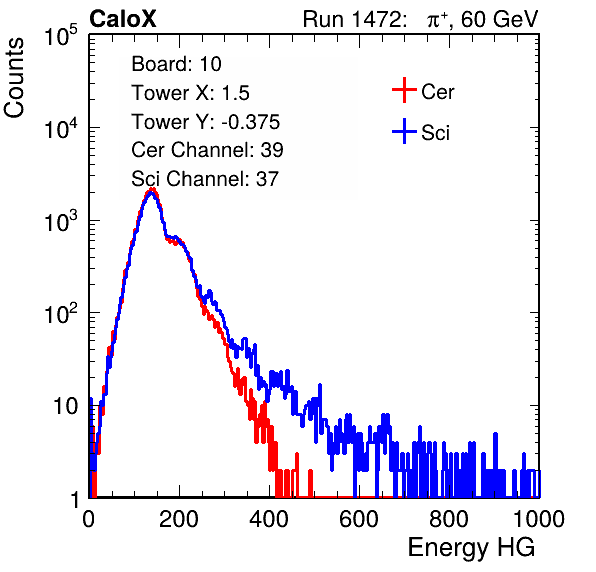 CaloX Run 1472: π⁺, 60 GeV
Counts
10⁵
10⁴
10³
10²
10
1
Board: 10
Tower X: 1.5
Tower Y: -0.375
Cer Channel: 39
Sci Channel: 37
Cer
Sci
0 200 400 600 800 1000
Energy HG